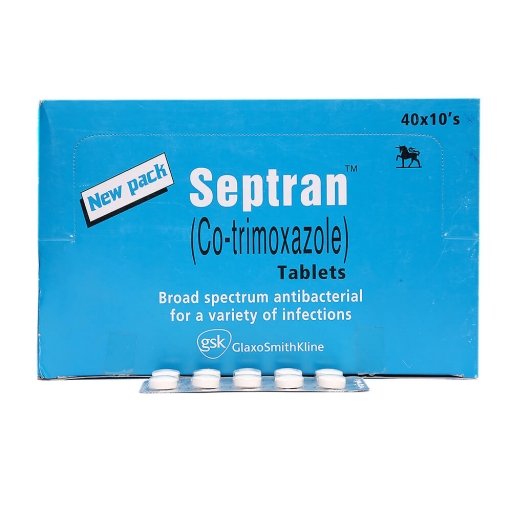 40x10's
New pack
Septran™
(Co-trimoxazole)
Tablets
Broad spectrum antibacterial
for a variety of infections
gsk GlaxoSmithKline